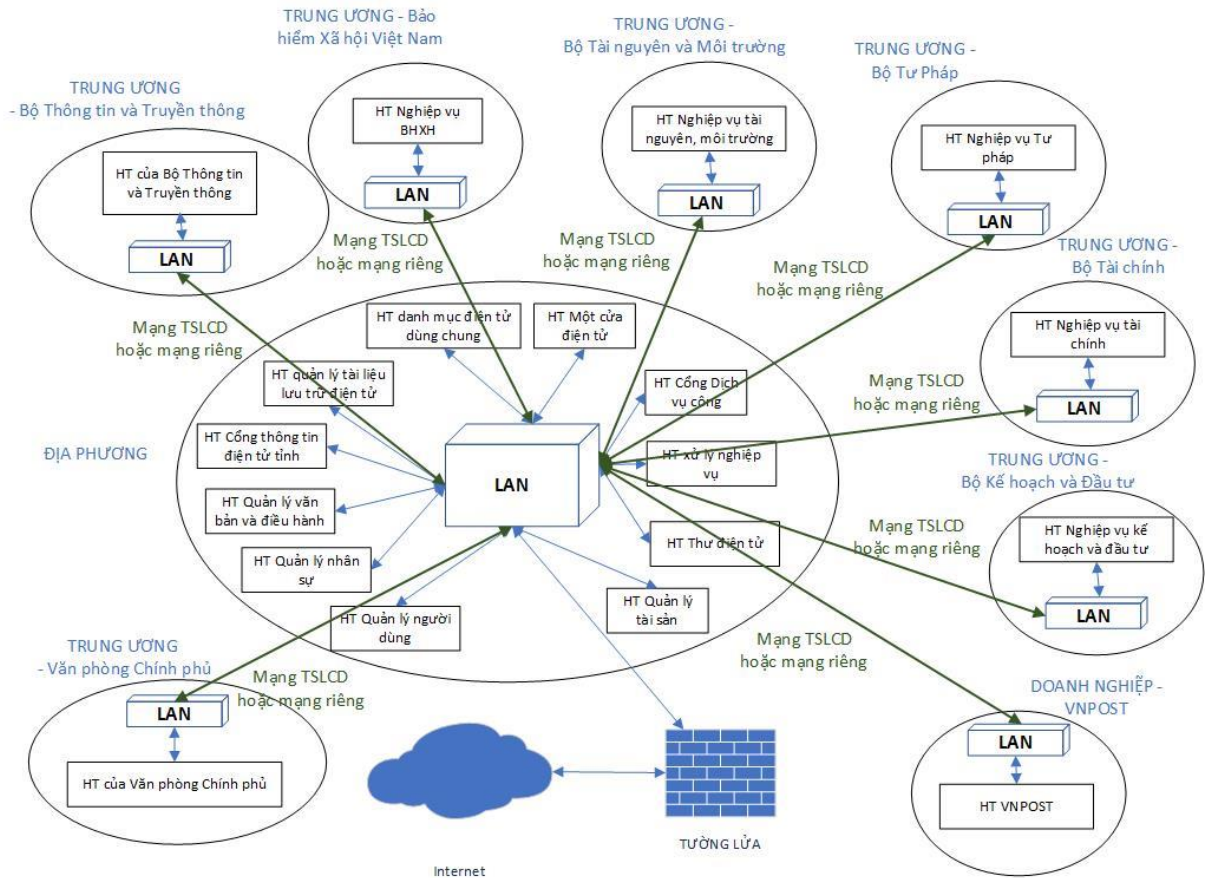 TRUNG ƯƠNG - Bảo
hiểm Xã hội Việt Nam
TRUNG ƯƠNG -
Bộ Tài nguyên và Môi trường
TRUNG ƯƠNG -
Bộ Tư Pháp
TRUNG ƯƠNG
- Bộ Thông tin và Truyền thông
HT Nghiệp vụ
BHXH
LAN
HT Nghiệp vụ tài
nguyên, môi trường
LAN
HT Nghiệp vụ Tư
pháp
LAN
HT của Bộ Thông tin
và Truyền thông
LAN
Mạng TSLCD
hoặc mạng riêng
Mạng TSLCD
hoặc mạng riêng
Mạng TSLCD
hoặc mạng riêng
Mạng TSLCD
hoặc mạng riêng
TRUNG ƯƠNG -
Bộ Tài chính
HT Nghiệp vụ tài
chính
LAN
Mạng TSLCD
hoặc mạng riêng
HT danh mục điện tử
dùng chung
HT Một cửa
điện tử
HT quản lý tài liệu
lưu trữ điện tử
HT Cổng Dịch
vụ công
ĐỊA PHƯƠNG
HT Cổng thông tin
điện tử tỉnh
LAN
HT xử lý nghiệp
vụ
HT Quản lý văn
bản và điều hành
HT Thư điện tử
HT Quản lý nhân
sự
HT Quản lý người
dùng
HT Quản lý
tài sản
TRUNG ƯƠNG -
Bộ Kế hoạch và Đầu tư
HT Nghiệp vụ kế
hoạch và đầu tư
LAN
Mạng TSLCD
hoặc mạng riêng
TRUNG ƯƠNG
- Văn phòng Chính phủ
LAN
HT của Văn phòng Chính phủ
Mạng TSLCD
hoặc mạng riêng
Mạng TSLCD
hoặc mạng riêng
DOANH NGHIỆP -
VNPOST
LAN
HT VNPOST
TƯỜNG LỬA
Internet